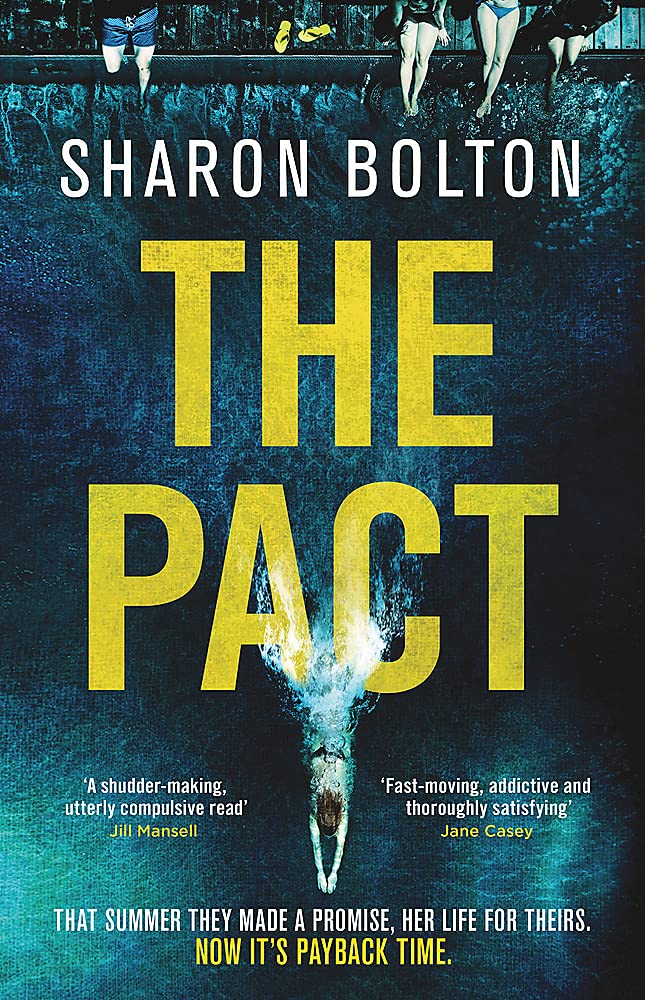 SHARON BOLTON
THE
PACT
‘A shudder-making,
utterly compulsive read’
Jill Mansell
‘Fast-moving, addictive and
thoroughly satisfying’
Jane Casey
THAT SUMMER THEY MADE A PROMISE, HER LIFE FOR THEIRS.
NOW IT’S PAYBACK TIME.